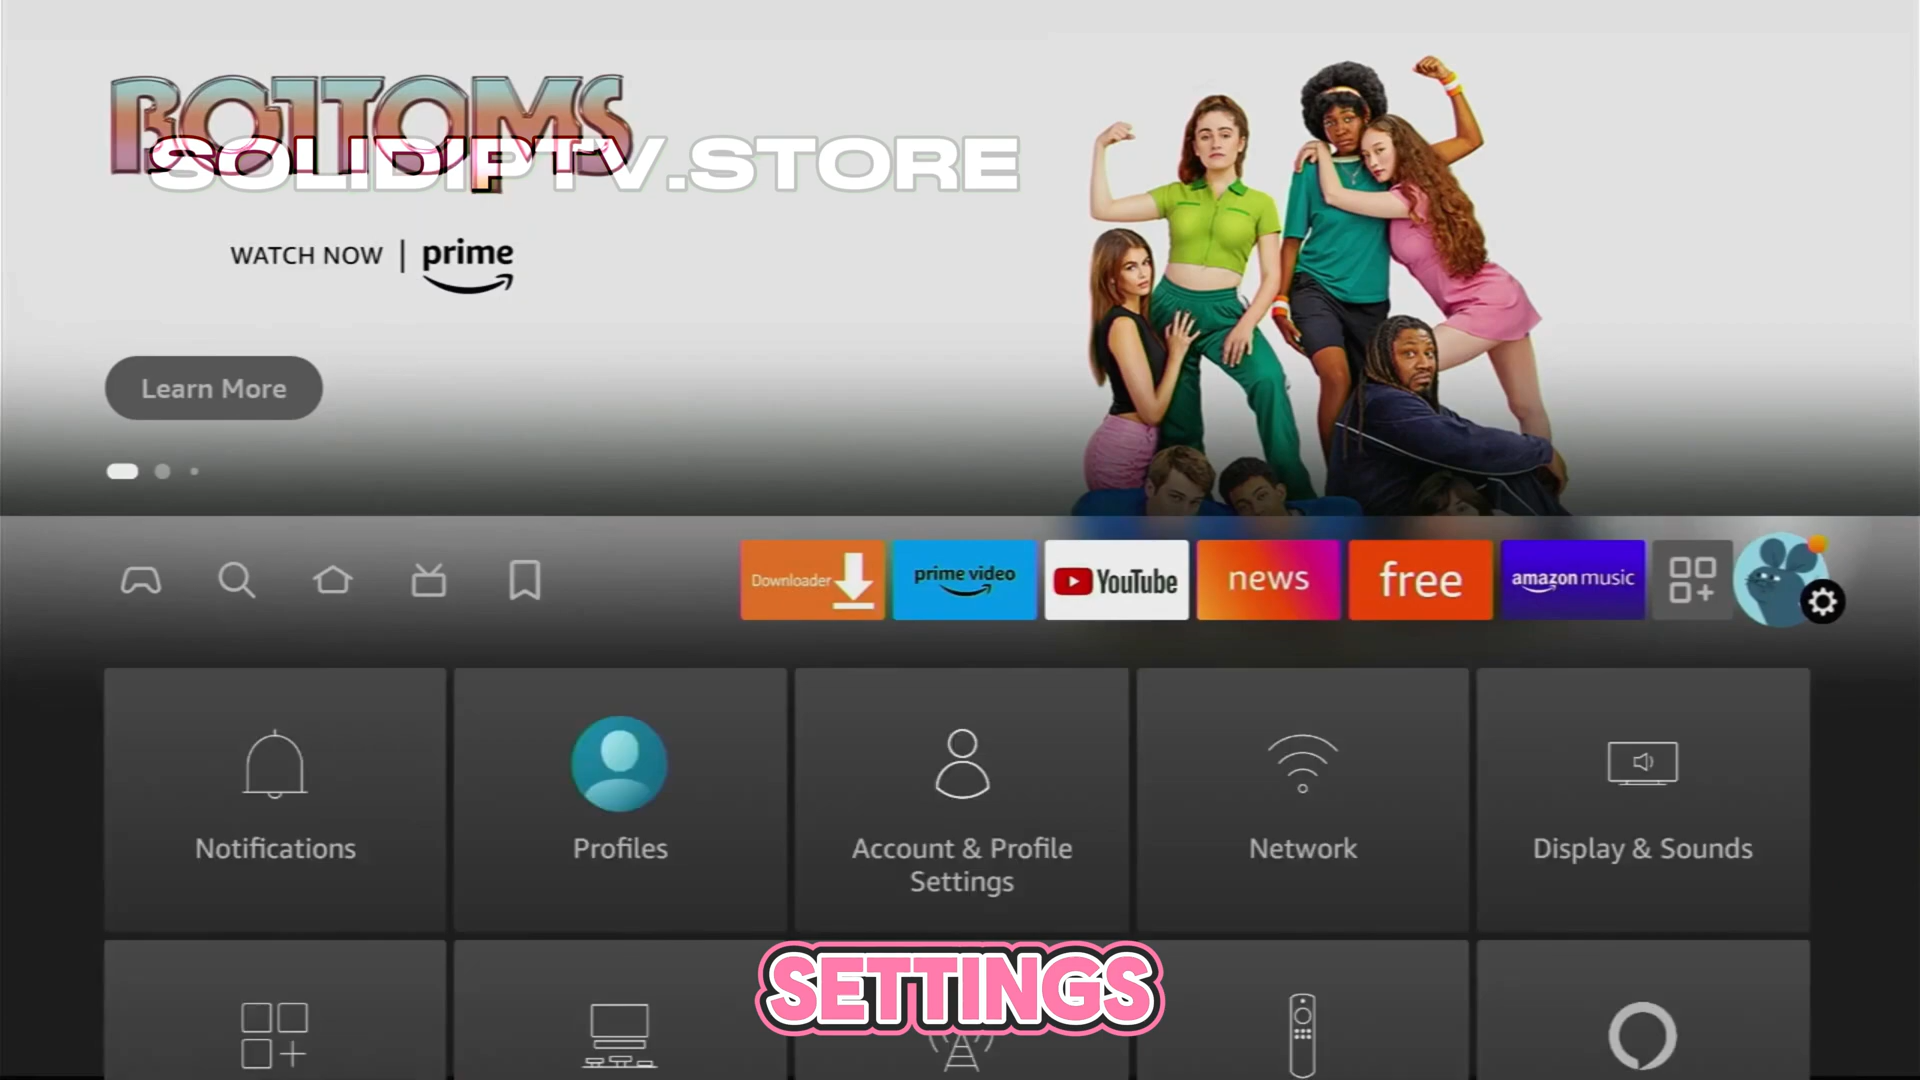 BOTTOMS
SOLIDIPTV.STORE
WATCH NOW | prime
Learn More
Downloader
prime video
YouTube
news
free
amazon music
Notifications
Profiles
Account & Profile
Settings
Network
Display & Sounds
SETTINGS